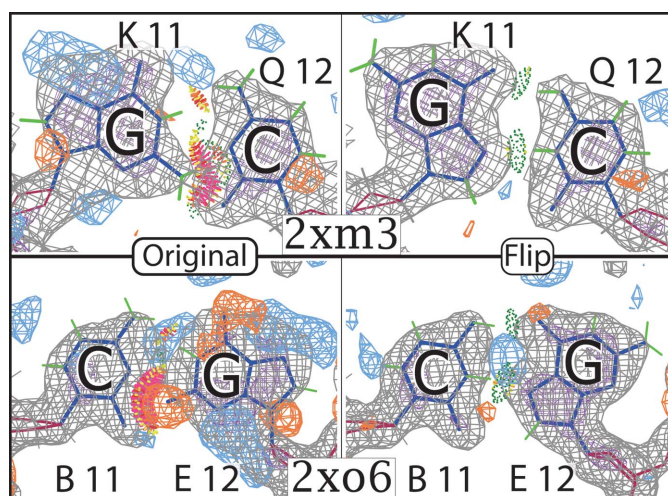 K 11
Q 12
K 11
Q 12
G
C
G
C
Original
2xm3
Flip
C
G
C
G
B 11
E 12
2xo6
B 11
E 12